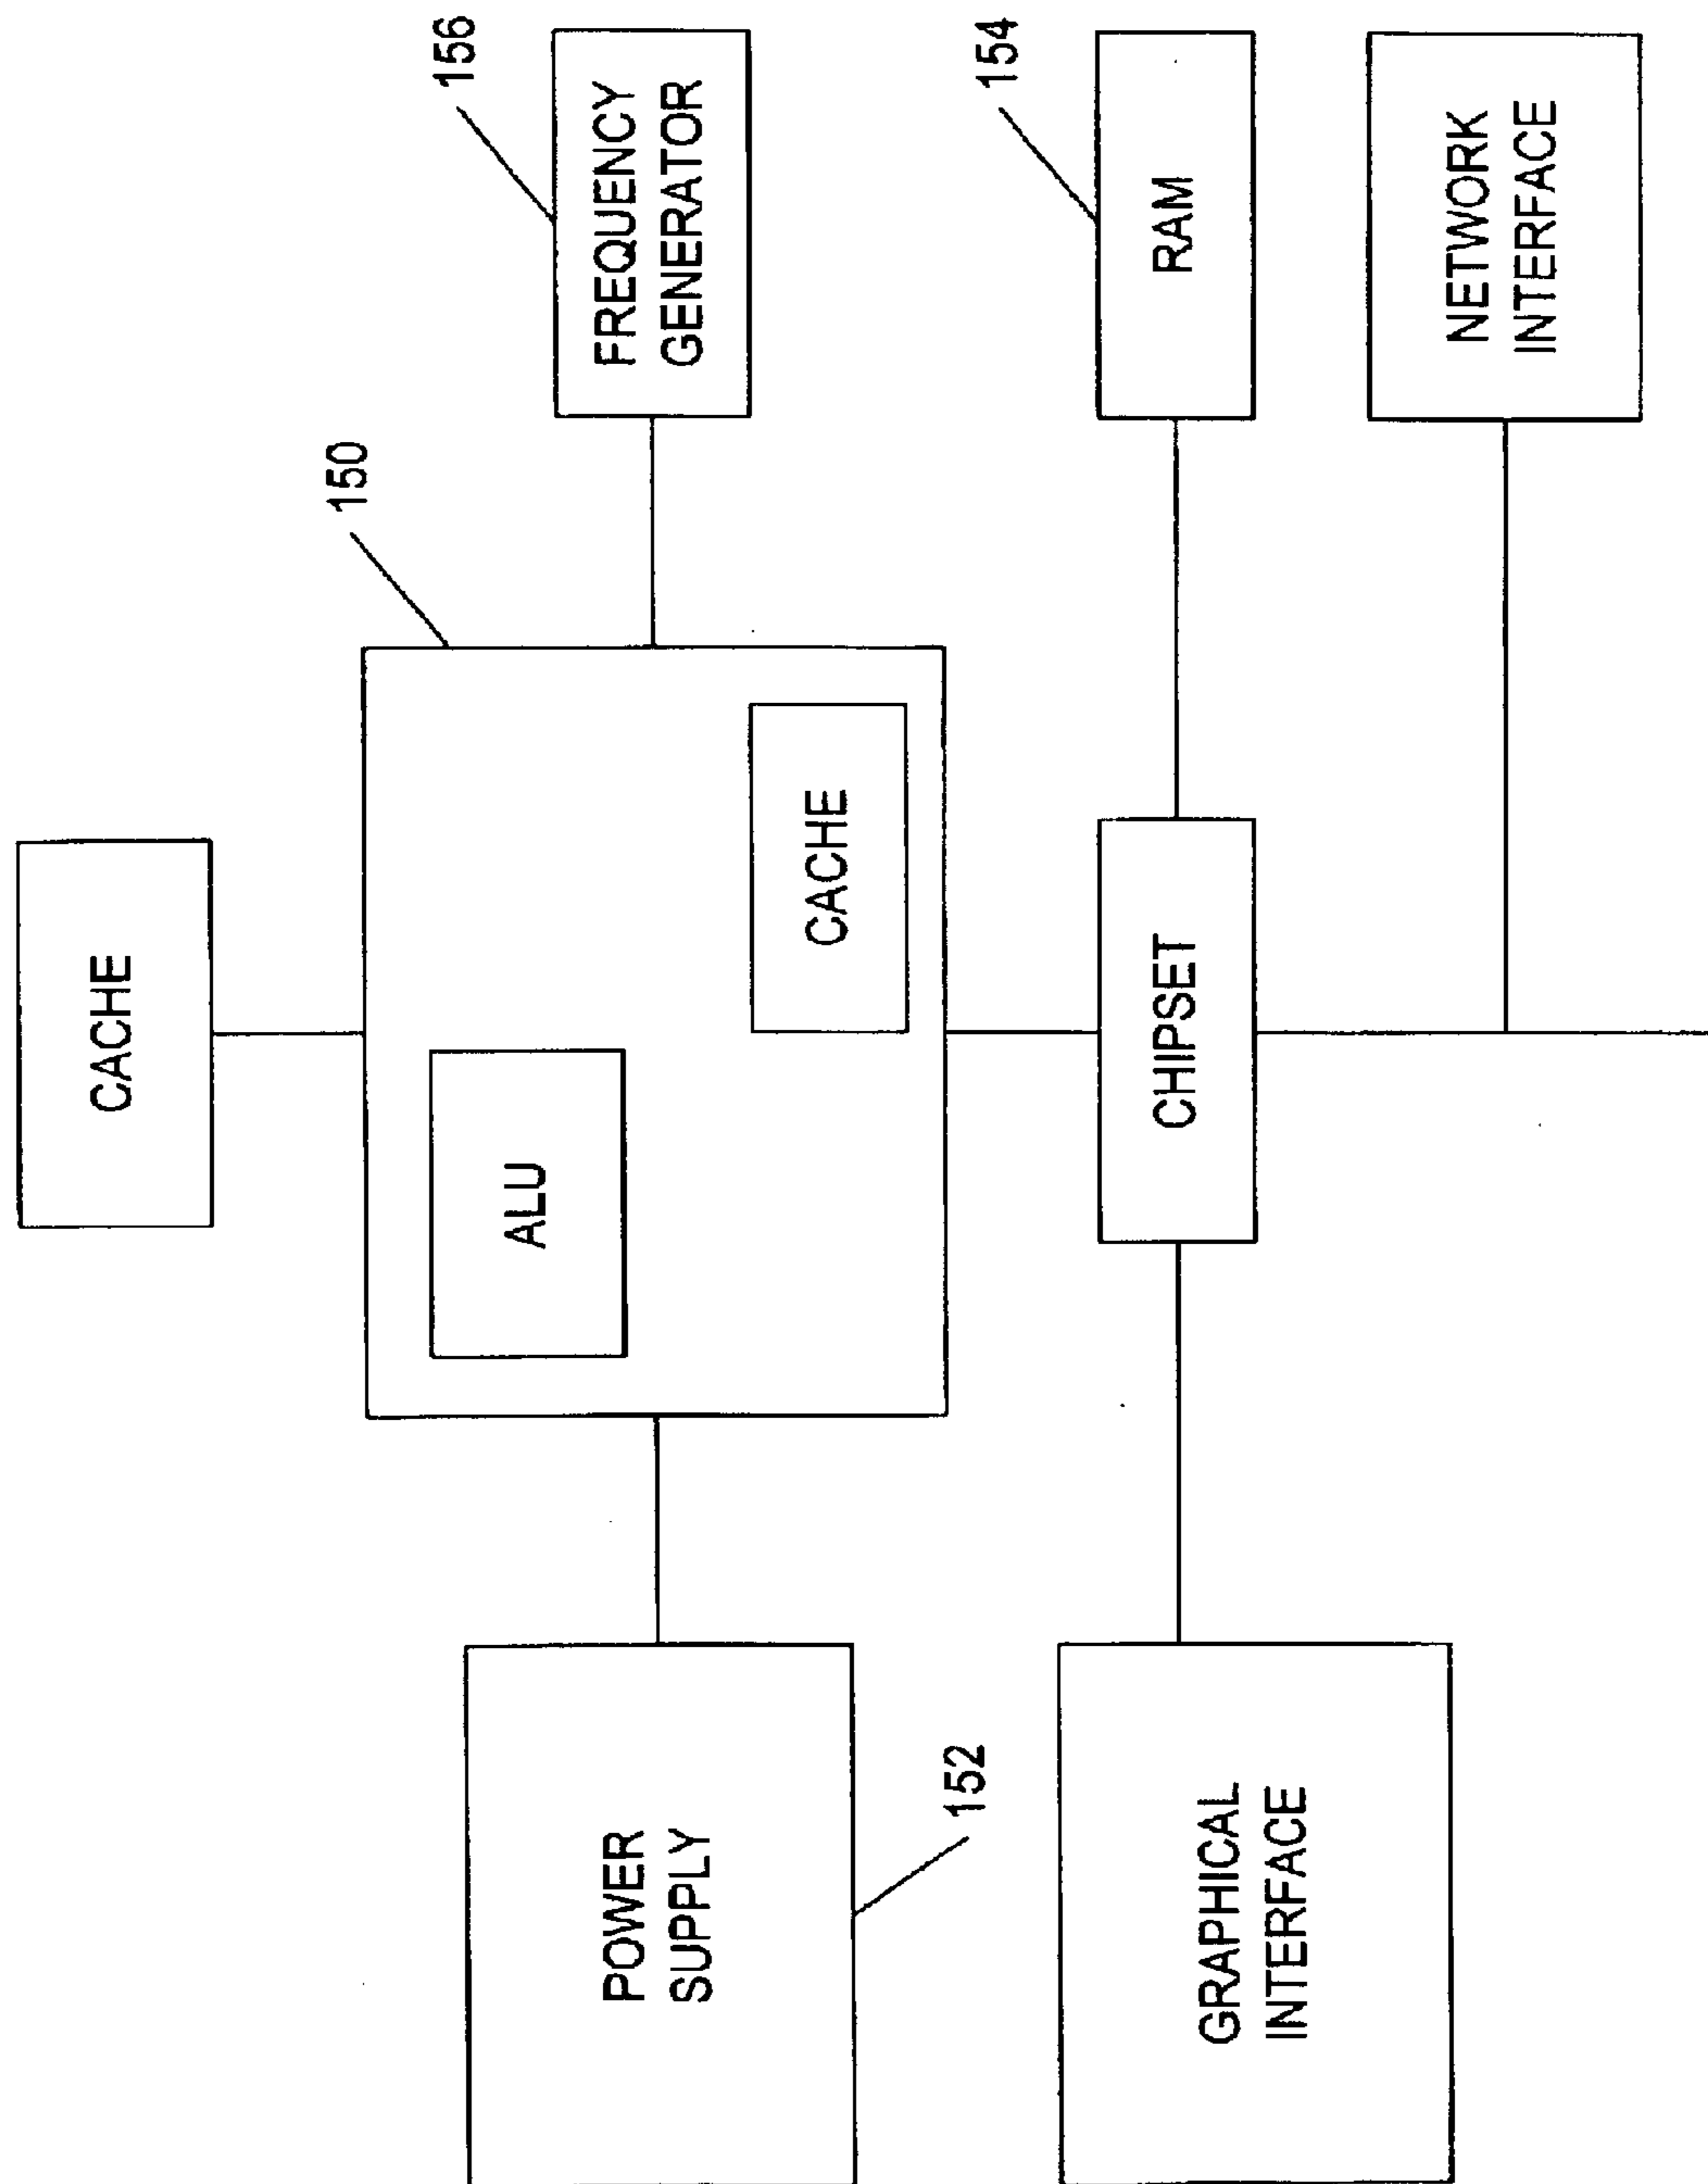 CACHE
150
156
ALU
POWER
SUPPLY
FREQUENCY
GENERATOR
CACHE
152
154
CHIPSET
RAM
GRAPHICAL
INTERFACE
NETWORK
INTERFACE